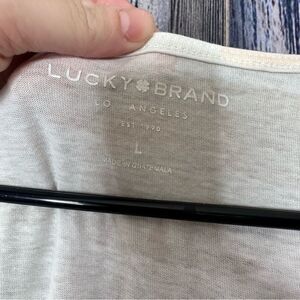 LUCKY BRAND
LOS ANGELES
EST 1990
L
MADE IN GUATEMALA